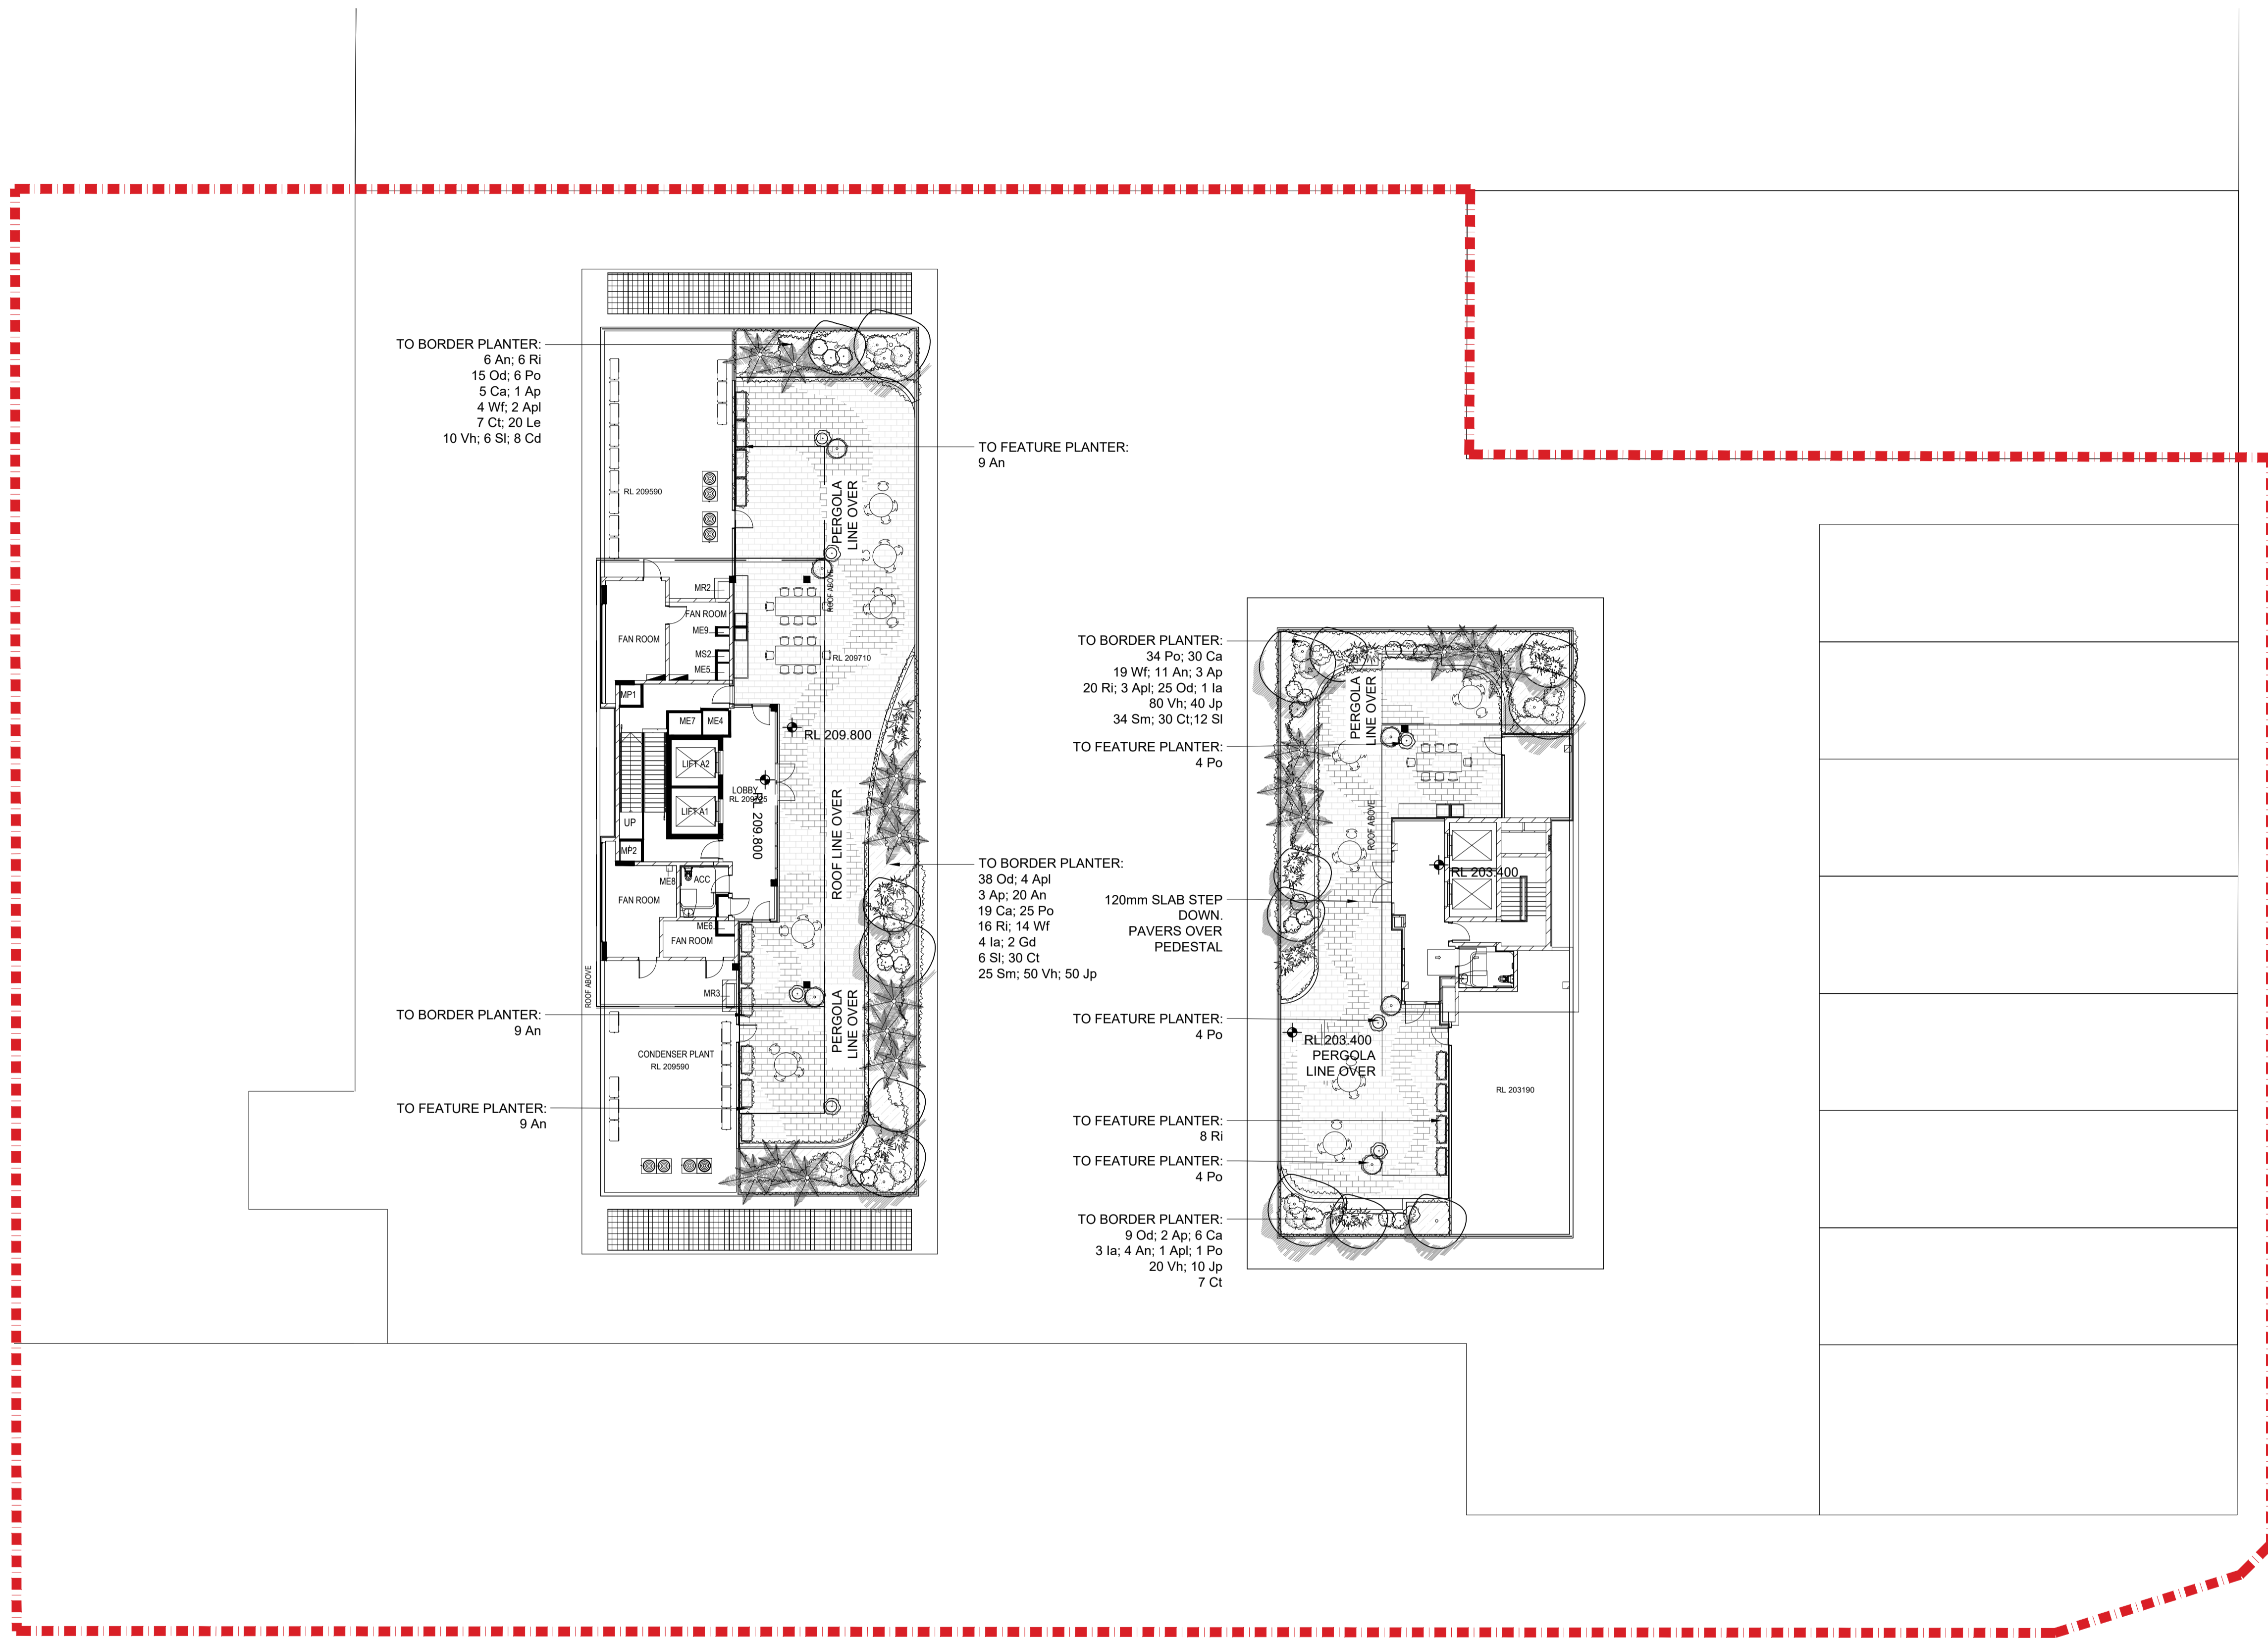 TO BORDER PLANTER:
6 An; 6 Ri
15 Od; 6 Po
5 Ca; 1 Ap
4 Wf; 2 Apl
7 Ct; 20 Le
10 Vh; 6 Sl; 8 Cd
TO FEATURE PLANTER:
9 An
RL 209590
PERGOLA
LINE OVER
ROOF ABOVE
MR2
FAN ROOM
ME9
FAN ROOM
MS2
ME5
RL 209710
MP1
ME7
ME4
RL 209.800
LIFT A2
LOBBY
RL 209.800
LIFT A1
UP
MP2
ROOF LINE OVER
ME8
ACC
FAN ROOM
ME6
FAN ROOM
ROOF ABOVE
MR3
PERGOLA
LINE OVER
TO BORDER PLANTER:
38 Od; 4 Apl
3 Ap; 20 An
19 Ca; 25 Po
16 Ri; 14 Wf
4 Ia; 2 Gd
6 Sl; 30 Ct
25 Sm; 50 Vh; 50 Jp
TO BORDER PLANTER:
9 An
CONDENSER PLANT
RL 209590
TO FEATURE PLANTER:
9 An
TO BORDER PLANTER:
34 Po; 30 Ca
19 Wf; 11 An; 3 Ap
20 Ri; 3 Apl; 25 Od; 1 Ia
80 Vh; 40 Jp
34 Sm; 30 Ct;12 Sl
TO FEATURE PLANTER:
4 Po
PERGOLA
LINE OVER
ROOF ABOVE
RL 203.400
120mm SLAB STEP
DOWN.
PAVERS OVER
PEDESTAL
TO FEATURE PLANTER:
4 Po
RL 203.400
PERGOLA
LINE OVER
RL 203190
TO FEATURE PLANTER:
8 Ri
TO FEATURE PLANTER:
4 Po
TO BORDER PLANTER:
9 Od; 2 Ap; 6 Ca
3 Ia; 4 An; 1 Apl; 1 Po
20 Vh; 10 Jp
7 Ct